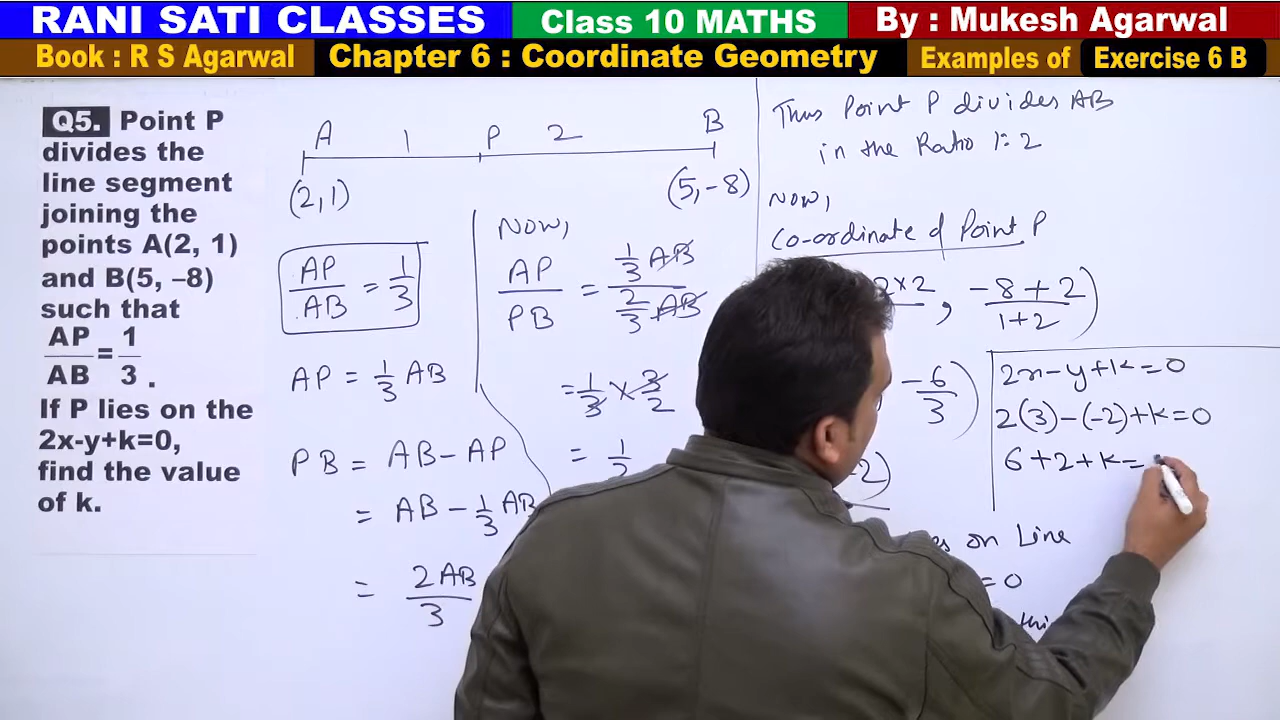 RANI SATI CLASSES
Class 10 MATHS
By : Mukesh Agarwal
Book : R S Agarwal
Chapter 6 : Coordinate Geometry
Examples of Exercise 6 B
Q5. Point P
divides the
line segment
joining the
points A(2, 1)
and B(5, –8)
such that
AP/AB = 1/3 .
If P lies on the
2x-y+k=0,
find the value
of k.
A 1 P 2 B
(2,1) (5,-8)
AP/AB = 1/3
AP = 1/3 AB
PB = AB - AP
= AB - 1/3 AB
= 2AB/3
Now,
AP/PB = 1/3 AB / 2/3 AB
= 1/3 × 3/2
= 1/2
Thus Point P divides AB
in the Ratio 1:2
Now,
Co-ordinate of Point P
2×2 , -8+2/1+2)
-6/3)
2)
on Line
= 0
2x-y+k=0
2(3)-(-2)+k=0
6+2+k=